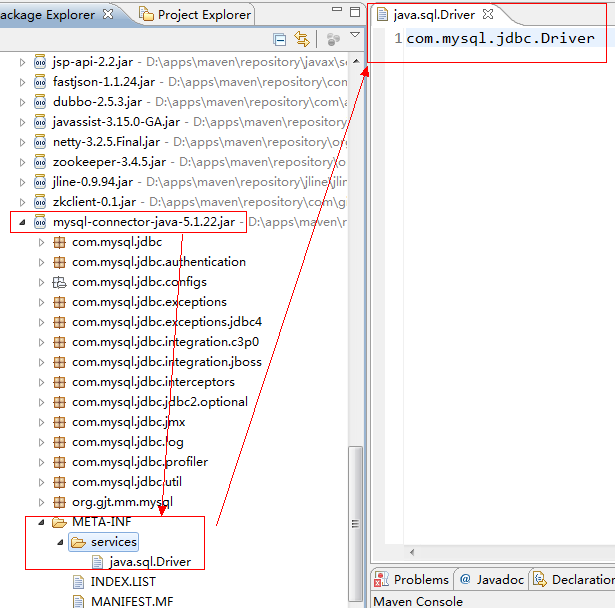 ackage Explorer
Project Explorer
jsp-api-2.2.jar - D:\apps\maven\repository\javax\s
fastjson-1.1.24.jar - D:\apps\maven\repository\com
dubbo-2.5.3.jar - D:\apps\maven\repository\com\a
javassist-3.15.0-GA.jar - D:\apps\maven\repository
netty-3.2.5.Final.jar - D:\apps\maven\repository\org
zookeeper-3.4.5.jar - D:\apps\maven\repository\o
jline-0.9.94.jar - D:\apps\maven\repository\jline\jlin
zkclient-0.1.jar - D:\apps\maven\repository\com\g
mysql-connector-java-5.1.22.jar - D:\apps\maven\r
com.mysql.jdbc
com.mysql.jdbc.authentication
com.mysql.jdbc.configs
com.mysql.jdbc.exceptions
com.mysql.jdbc.exceptions.jdbc4
com.mysql.jdbc.integration.c3p0
com.mysql.jdbc.integration.jboss
com.mysql.jdbc.interceptors
com.mysql.jdbc.jdbc2.optional
com.mysql.jdbc.jmx
com.mysql.jdbc.log
com.mysql.jdbc.profiler
com.mysql.jdbc.util
org.gjt.mm.mysql
META-INF
services
java.sql.Driver
INDEX.LIST
MANIFEST.MF
java.sql.Driver
1 com.mysql.jdbc.Driver
Problems
@ Javadoc
Declaration
Maven Console